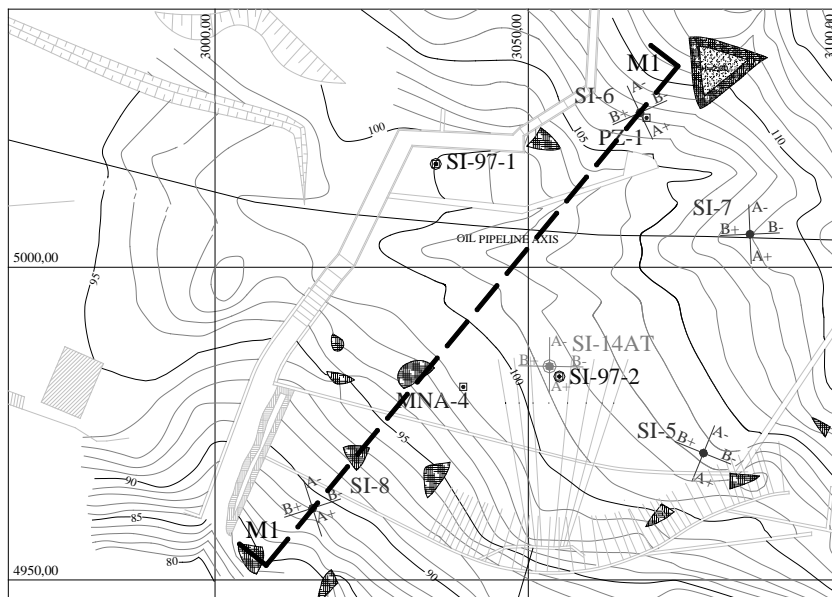 3000,00
3050,00
3100,00
M1
A-
SI-6
B-
B+
105
100
A+
PZ-1
110
SI-97-1
SI-7
A-
B+
B-
OIL PIPELINE AXIS
A+
5000,00
95
A-
SI-14AT
B+
B-
SI-97-2
A+
100
MNA-4
95
SI-5
A-
B+
B-
A+
90
SI-8
A-
B-
B+
A+
85
M1
80
90
4950,00